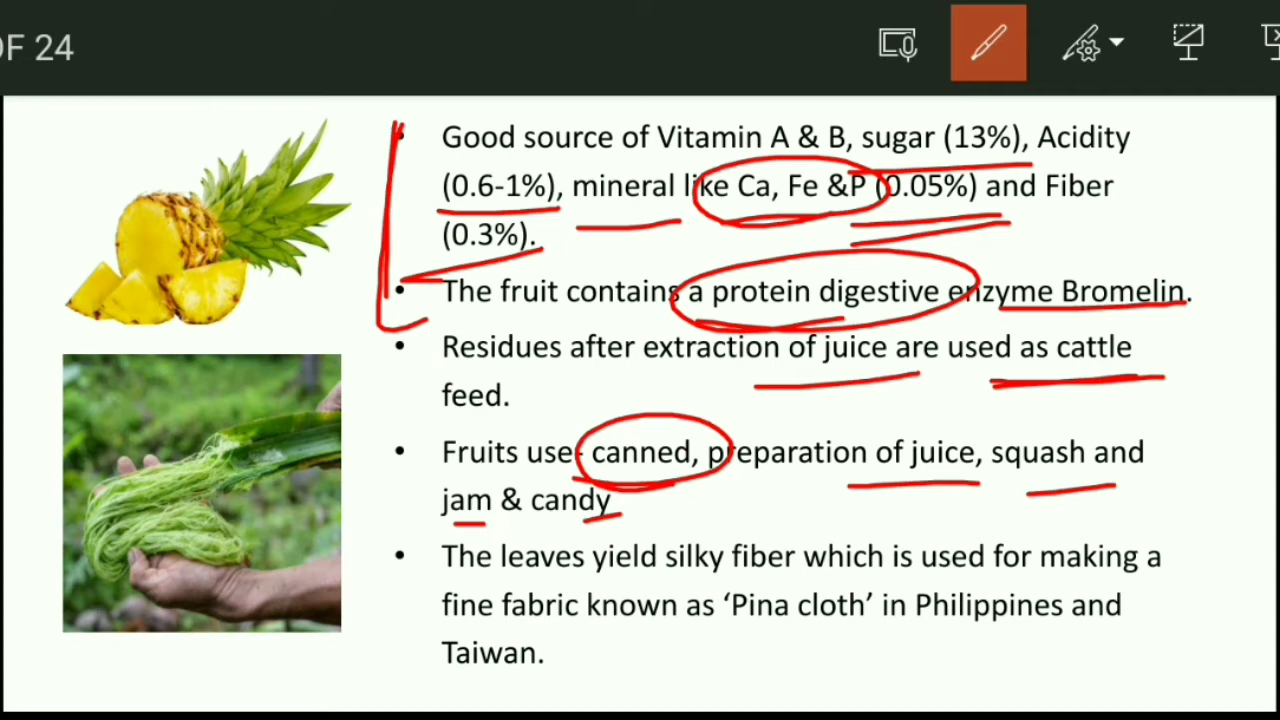 OF 24
Good source of Vitamin A & B, sugar (13%), Acidity
(0.6-1%), mineral like Ca, Fe &P (0.05%) and Fiber
(0.3%).
The fruit contains a protein digestive enzyme Bromelin.
Residues after extraction of juice are used as cattle
feed.
Fruits use- canned, preparation of juice, squash and
jam & candy
The leaves yield silky fiber which is used for making a
fine fabric known as ‘Pina cloth’ in Philippines and
Taiwan.